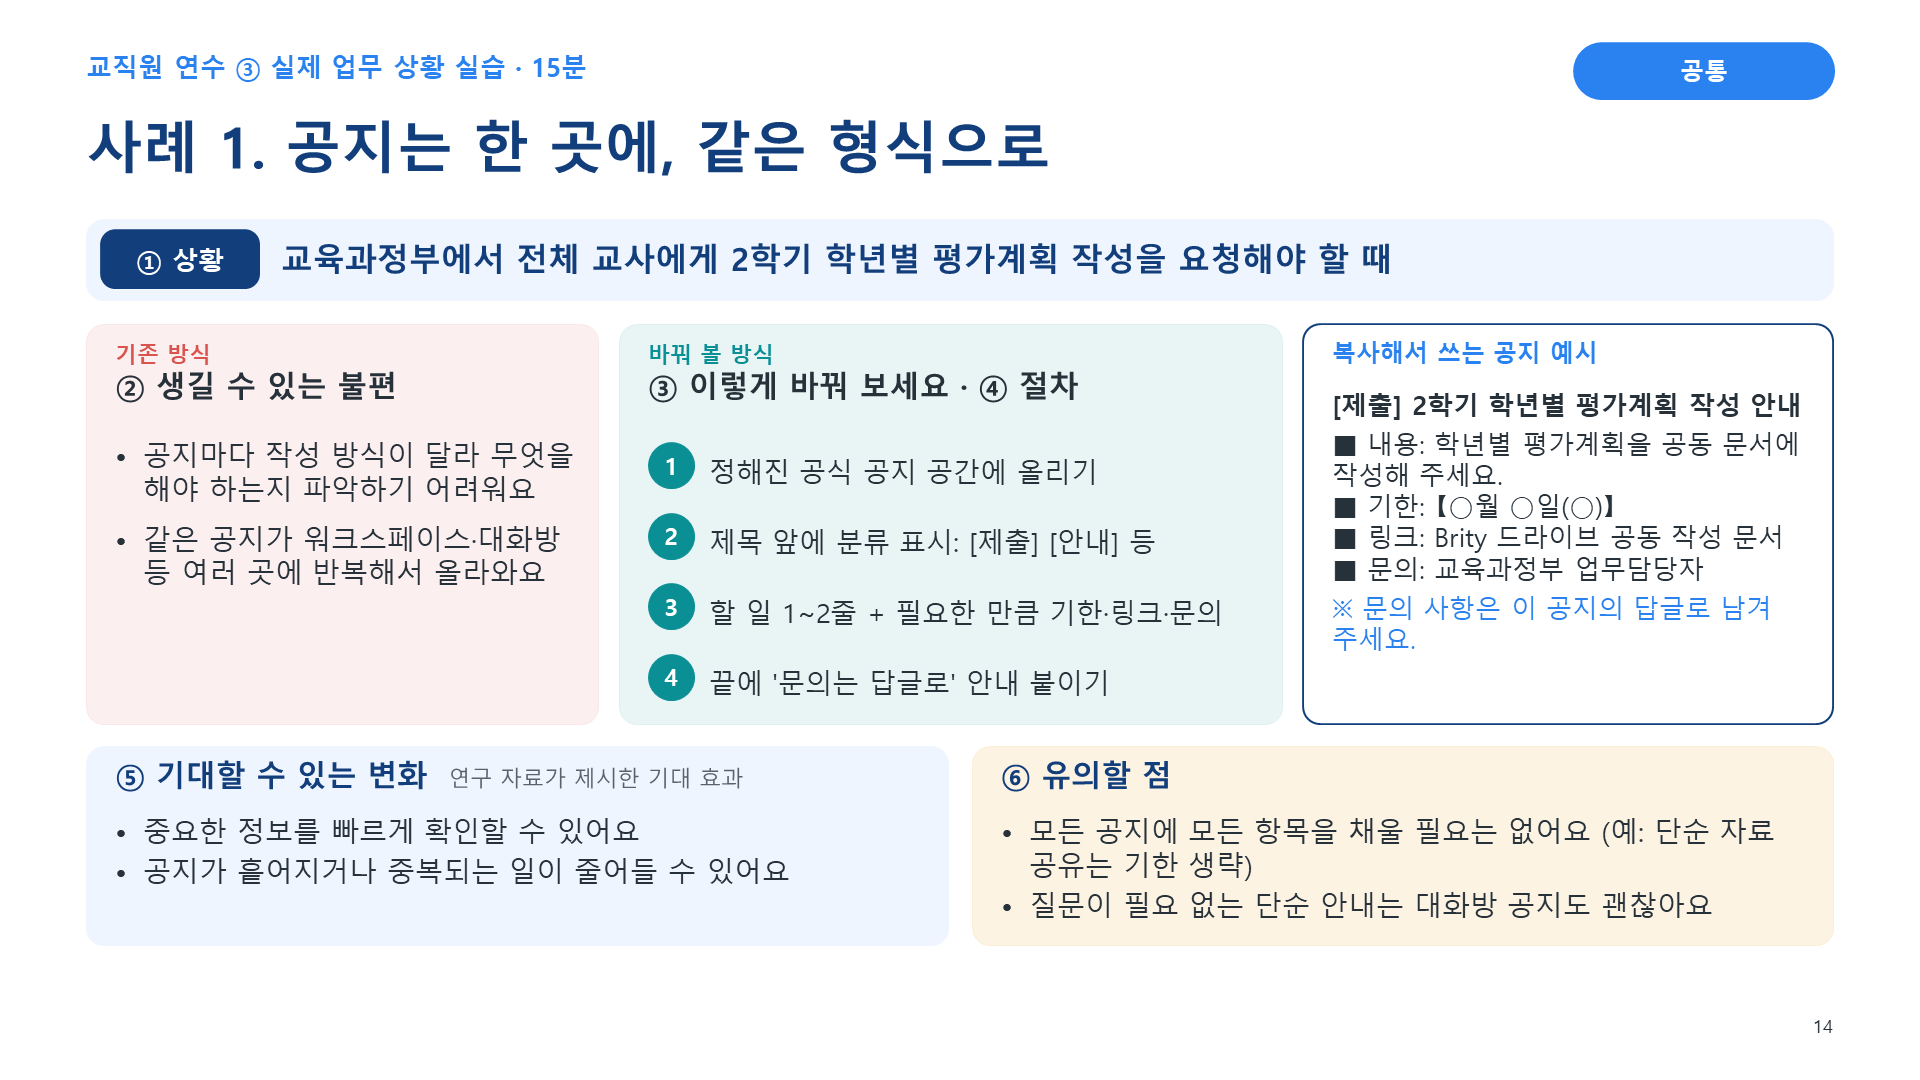 교직원 연수 ③ 실제 업무 상황 실습 · 15분
공통
사례 1. 공지는 한 곳에, 같은 형식으로
① 상황
교육과정부에서 전체 교사에게 2학기 학년별 평가계획 작성을 요청해야 할 때
기존 방식
② 생길 수 있는 불편
• 공지마다 작성 방식이 달라 무엇을
해야 하는지 파악하기 어려워요
• 같은 공지가 워크스페이스·대화방
등 여러 곳에 반복해서 올라와요
바꿔 볼 방식
③ 이렇게 바꿔 보세요 · ④ 절차
1 정해진 공식 공지 공간에 올리기
2 제목 앞에 분류 표시: [제출] [안내] 등
3 할 일 1~2줄 + 필요한 만큼 기한·링크·문의
4 끝에 '문의는 답글로' 안내 붙이기
복사해서 쓰는 공지 예시
[제출] 2학기 학년별 평가계획 작성 안내
■ 내용: 학년별 평가계획을 공동 문서에
작성해 주세요.
■ 기한:【○월 ○일(○)】
■ 링크: Brity 드라이브 공동 작성 문서
■ 문의: 교육과정부 업무담당자
※ 문의 사항은 이 공지의 답글로 남겨
주세요.
⑤ 기대할 수 있는 변화 연구 자료가 제시한 기대 효과
• 중요한 정보를 빠르게 확인할 수 있어요
• 공지가 흩어지거나 중복되는 일이 줄어들 수 있어요
⑥ 유의할 점
• 모든 공지에 모든 항목을 채울 필요는 없어요 (예: 단순 자료
공유는 기한 생략)
• 질문이 필요 없는 단순 안내는 대화방 공지도 괜찮아요
14